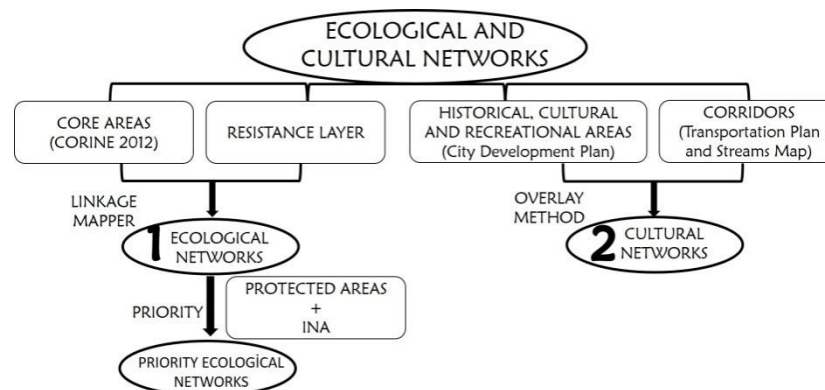 ECOLOGICAL AND
CULTURAL NETWORKS
CORE AREAS
(CORINE 2012)
RESISTANCE LAYER
HISTORICAL, CULTURAL
AND RECREATIONAL AREAS
(City Development Plan)
CORRIDORS
(Transportation Plan
and Streams Map)
LINKAGE
MAPPER
OVERLAY
METHOD
1 ECOLOGICAL
NETWORKS
2 CULTURAL
NETWORKS
PRIORITY
PROTECTED AREAS
+
INA
PRIORITY ECOLOGİCAL
NETWORKS